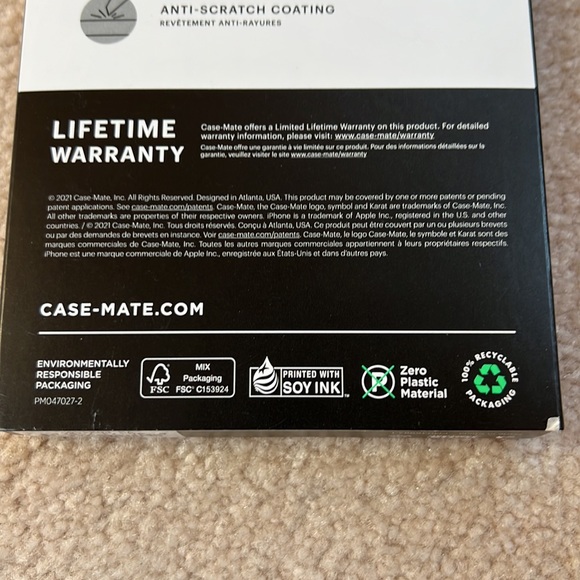 ANTI-SCRATCH COATING
REVÊTEMENT ANTI-RAYURES
LIFETIME
WARRANTY
Case-Mate offers a Limited Lifetime Warranty on this product. For detailed
warranty information, please visit: www.case-mate/warranty
Case-Mate offre une garantie à vie limitée sur ce produit. Pour des informations détaillées sur la
garantie, veuillez visiter le site www.case-mate/warranty
© 2021 Case-Mate, Inc. All Rights Reserved. Designed in Atlanta, USA. This product may be covered by one or more patents or pending
patent applications. See case-mate.com/patents. Case-Mate, the Case-Mate logo, symbol and Karat are trademarks of Case-Mate, Inc.
All other trademarks are properties of their respective owners. iPhone is a trademark of Apple Inc., registered in the U.S. and other
countries. / © 2021 Case-Mate, Inc. Tous droits réservés. Conçu à Atlanta, USA. Ce produit peut être couvert par un ou plusieurs brevets
ou par des demandes de brevets en instance. Voir case-mate.com/patents. Case-Mate, le logo Case-Mate, le symbole et Karat sont des
marques commerciales de Case-Mate, Inc. Toutes les autres marques commerciales appartiennent à leurs propriétaires respectifs.
iPhone est une marque commerciale de Apple Inc., enregistrée aux États-Unis et dans d'autres pays.
CASE-MATE.COM
ENVIRONMENTALLY
RESPONSIBLE
PACKAGING
PM047027-2
FSC
MIX
Packaging
FSC® C153924
PRINTED WITH
SOY INK™
P
Zero
Plastic
Material
100% RECYCLABLE
PACKAGING